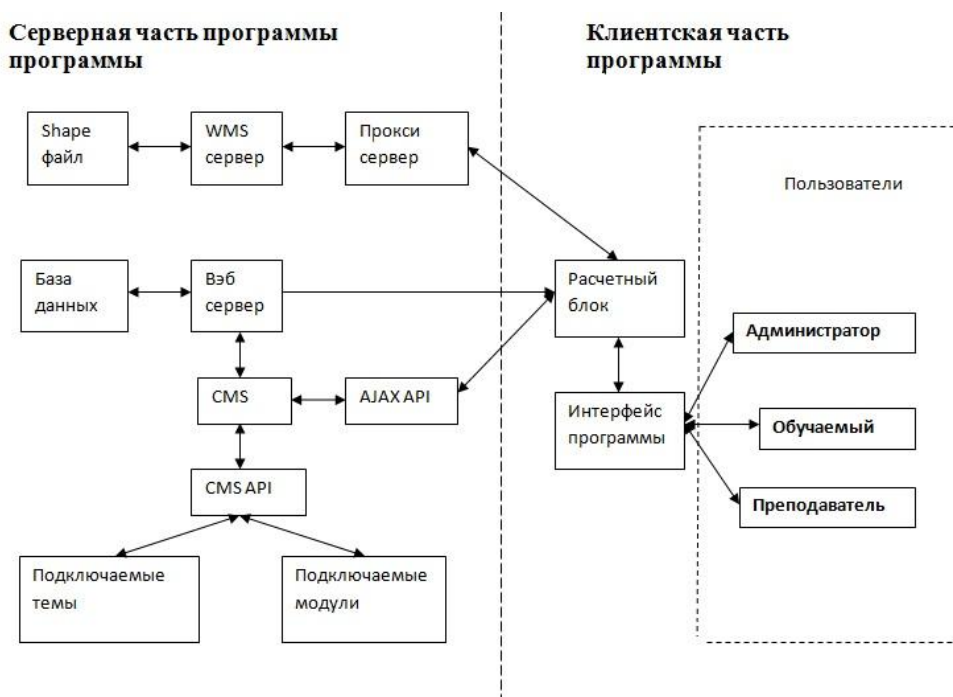 Серверная часть программы
программы
Клиентская часть
программы
Shape
файл
WMS
сервер
Прокси
сервер
Пользователи
База
данных
Вэб
сервер
Расчетный
блок
Администратор
CMS
AJAX API
Интерфейс
программы
Обучаемый
CMS API
Преподаватель
Подключаемые
темы
Подключаемые
модули